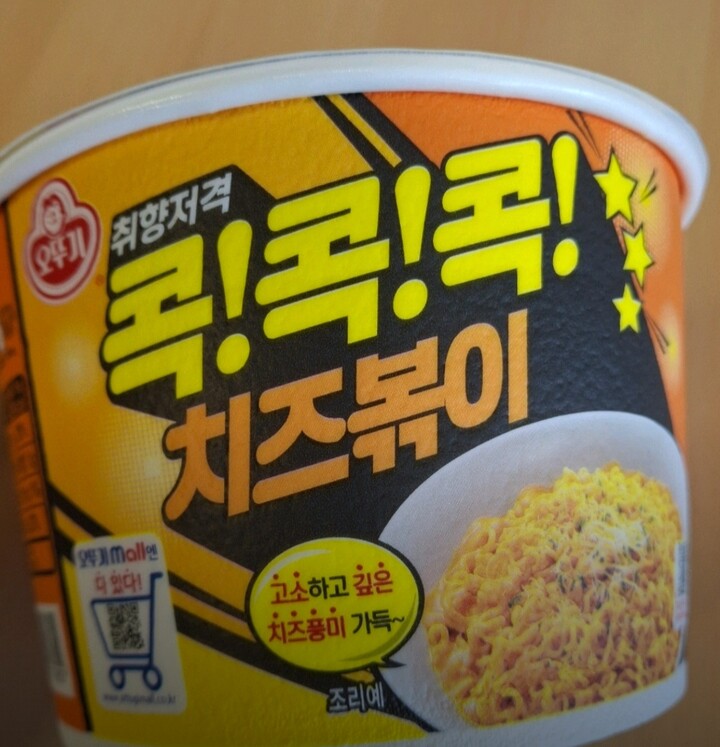 오뚜기
취향저격
콕!콕!콕!
치즈볶이
오뚜기mall엔
다 있다!
고소하고 깊은
치즈풍미 가득~
조리예